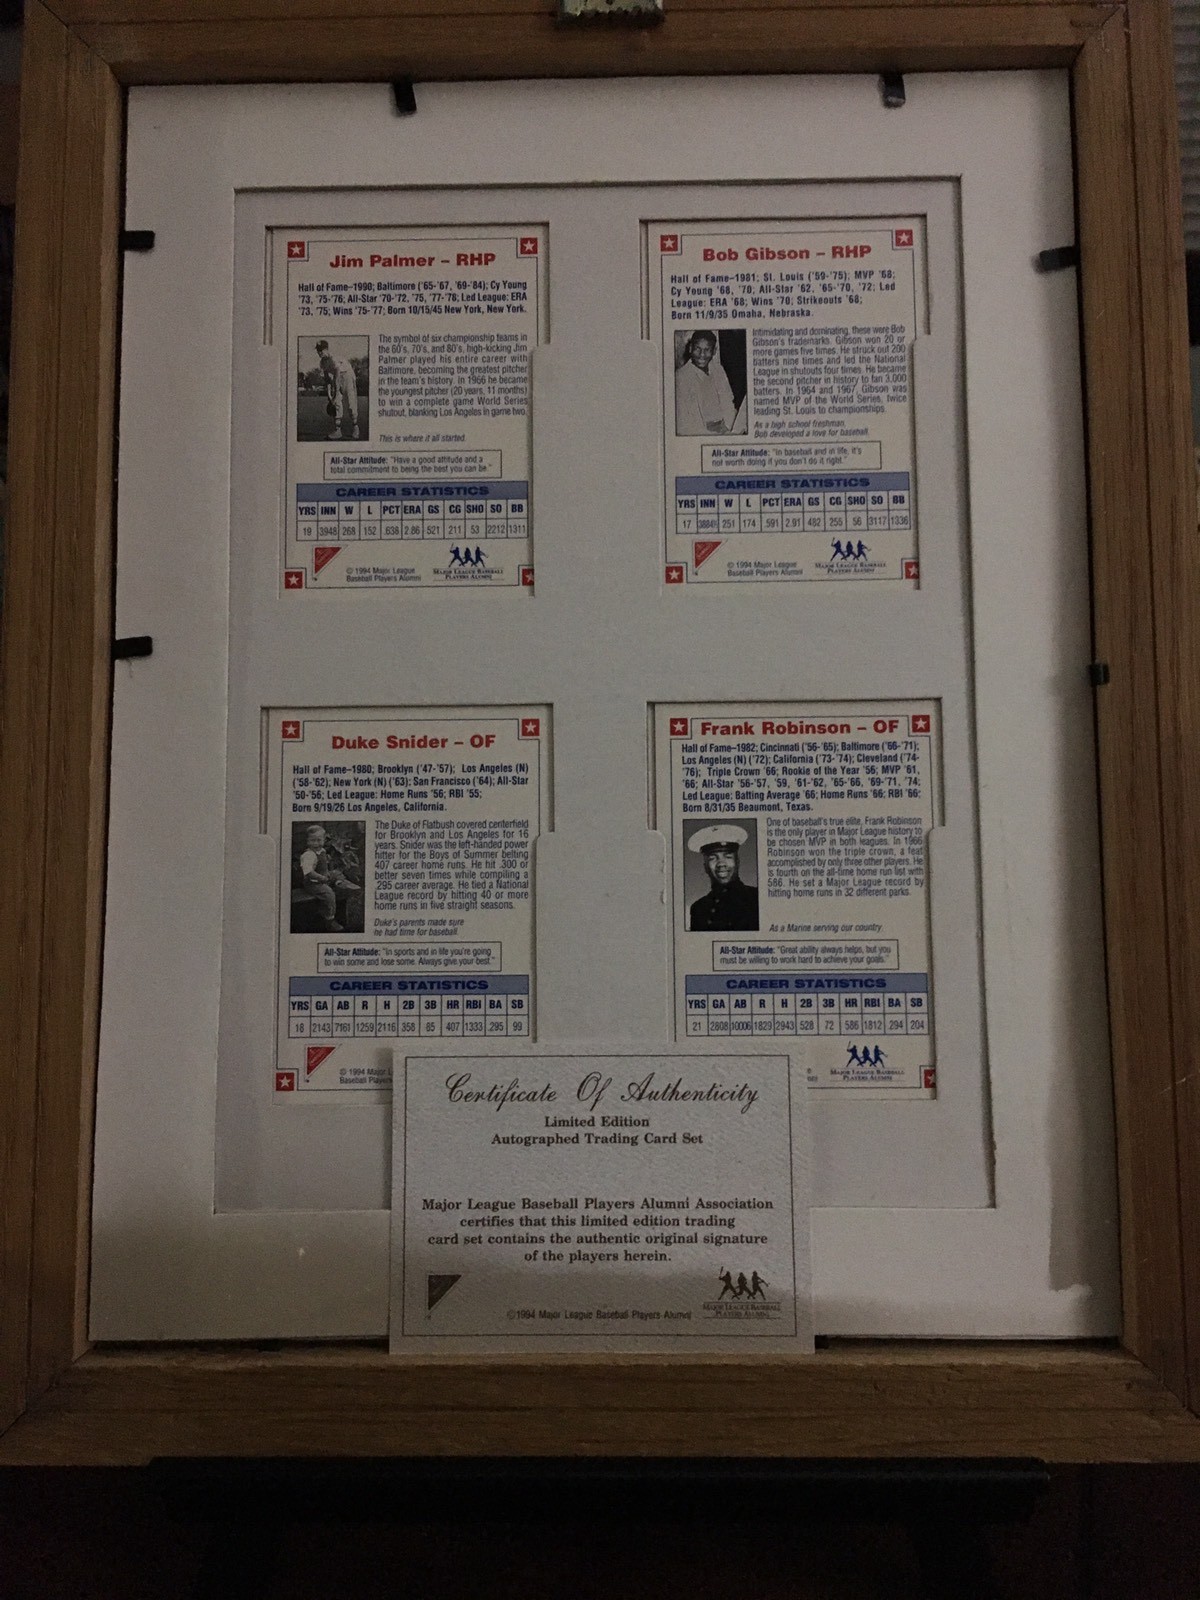 Jim Palmer – RHP
Hall of Fame–1990; Baltimore ('65-'67, '69-'84); Cy Young
'73, '75-'76; All-Star '70-'72, '75, '77-'78; Led League: ERA
'73, '75; Wins '75-'77; Born 10/15/45 New York, New York.
The symbol of six championship teams in
the 60's, 70's, and 80's, high-kicking Jim
Palmer played his entire career with
Baltimore, becoming the greatest pitcher
in the team's history. In 1966 he became
the youngest pitcher (20 years, 11 months)
to win a complete game World Series
shutout, blanking Los Angeles in game two.
This is where it all started.
All-Star Attitude: "Have a good attitude and a
total commitment to being the best you can be."
CAREER STATISTICS
YRS INN W L PCT ERA GS CG SHO SO BB
19 3948 268 152 .638 2.86 521 211 53 2212 1311
© 1994 Major League
Baseball Players Alumni
MAJOR LEAGUE BASEBALL
PLAYERS ALUMNI
Bob Gibson – RHP
Hall of Fame–1981; St. Louis ('59-'75); MVP '68;
Cy Young '68, '70; All-Star '62, '65-'70, '72; Led
League: ERA '68; Wins '70; Strikeouts '68;
Born 11/9/35 Omaha, Nebraska.
Intimidating and dominating, these were Bob
Gibson's trademarks. Gibson won 20 or
more games five times. He struck out 200
batters nine times and led the National
League in shutouts four times. He became
the second pitcher in history to fan 3,000
batters. In 1964 and 1967, Gibson was
named MVP of the World Series, twice
leading St. Louis to championships.
As a high school freshman,
Bob developed a love for baseball.
All-Star Attitude: "In baseball and in life, it's
not worth doing if you don't do it right."
CAREER STATISTICS
YRS INN W L PCT ERA GS CG SHO SO BB
17 251 174 .591 2.91 482 255 56 3117 1336
© 1994 Major League
Baseball Players Alumni
MAJOR LEAGUE BASEBALL
PLAYERS ALUMNI
Duke Snider – OF
Hall of Fame–1980; Brooklyn ('47-'57); Los Angeles (N)
('58-'62); New York (N) ('63); San Francisco ('64); All-Star
'50-'56; Led League: Home Runs '56; RBI '55;
Born 9/19/26 Los Angeles, California.
The Duke of Flatbush covered centerfield
for Brooklyn and Los Angeles for 16
years. Snider was the left-handed power
hitter for the Boys of Summer belting
407 career home runs. He hit .300 or
better seven times while compiling a
.295 career average. He tied a National
League record by hitting 40 or more
home runs in five straight seasons.
Duke's parents made sure
he had time for baseball.
All-Star Attitude: "In sports and in life you're going
to win some and lose some. Always give your best."
CAREER STATISTICS
YRS GA AB R H 2B 3B HR RBI BA SB
18 2143 7161 1259 2116 358 85 407 1333 .295 99
© 1994 Major L
Baseball Players
Frank Robinson – OF
Hall of Fame–1982; Cincinnati ('56-'65); Baltimore ('66-'71);
Los Angeles (N) ('72); California ('73-'74); Cleveland ('74-
'76); Triple Crown '66; Rookie of the Year '56; MVP '61,
'66; All-Star '56-'57, '59, '61-'62, '65-'66, '69-'71, '74;
Led League: Batting Average '66; Home Runs '66; RBI '66;
Born 8/31/35 Beaumont, Texas.
One of baseball's true elite, Frank Robinson
is the only player in Major League history to
be chosen MVP in both leagues. In 1966
Robinson won the triple crown, a feat
accomplished by only three other players. He
is fourth on the all-time home run list with
586. He set a Major League record by
hitting home runs in 32 different parks.
As a Marine serving our country.
All-Star Attitude: "Great ability always helps, but you
must be willing to work hard to achieve your goals."
CAREER STATISTICS
YRS GA AB R H 2B 3B HR RBI BA SB
21 2808 10006 1829 2943 528 72 586 1812 .294 204
MAJOR LEAGUE BASEBALL
PLAYERS ALUMNI
Certificate Of Authenticity
Limited Edition
Autographed Trading Card Set
Major League Baseball Players Alumni Association
certifies that this limited edition trading
card set contains the authentic original signature
of the players herein.
©1994 Major League Baseball Players Alumni
MAJOR LEAGUE BASEBALL
PLAYERS ALUMNI